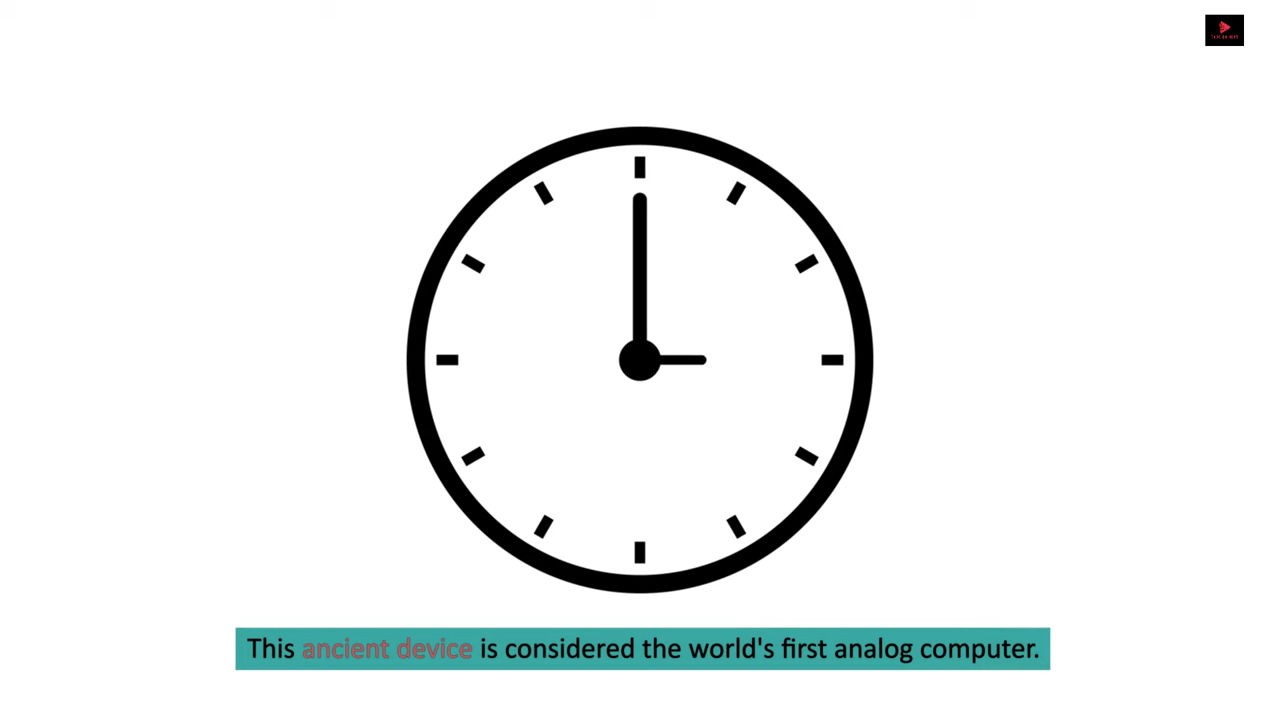 This ancient device is considered the world's first analog computer.